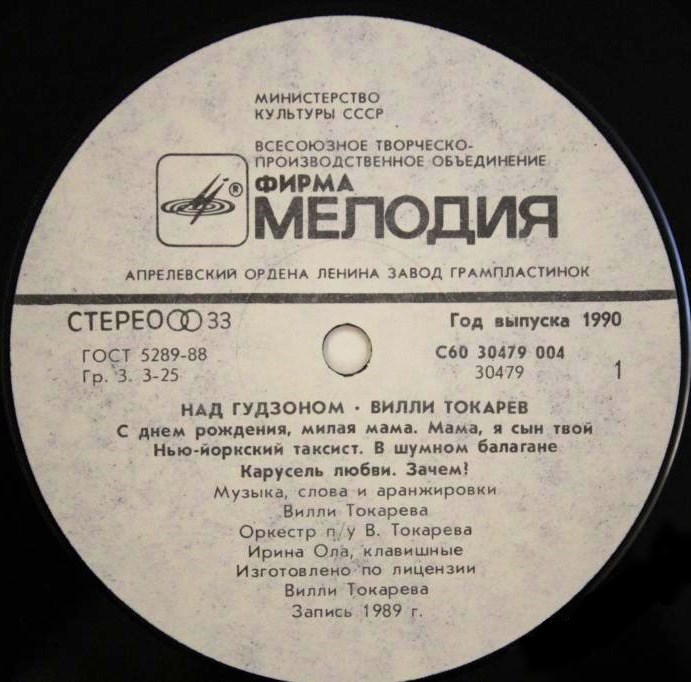 МИНИСТЕРСТВО
КУЛЬТУРЫ СССР
ВСЕСОЮЗНОЕ ТВОРЧЕСКО-
ПРОИЗВОДСТВЕННОЕ ОБЪЕДИНЕНИЕ
®
ФИРМА
МЕЛОДИЯ
АПРЕЛЕВСКИЙ ОРДЕНА ЛЕНИНА ЗАВОД ГРАМПЛАСТИНОК
СТЕРЕО 33
Год выпуска 1990
ГОСТ 5289-88
С60 30479 004
Гр. 3. 3-25
30479
1
НАД ГУДЗОНОМ · ВИЛЛИ ТОКАРЕВ
С днем рождения, милая мама. Мама, я сын твой
Нью-йоркский таксист. В шумном балагане
Карусель любви. Зачем?
Музыка, слова и аранжировки
Вилли Токарева
Оркестр п/у В. Токарева
Ирина Ола, клавишные
Изготовлено по лицензии
Вилли Токарева
Запись 1989 г.